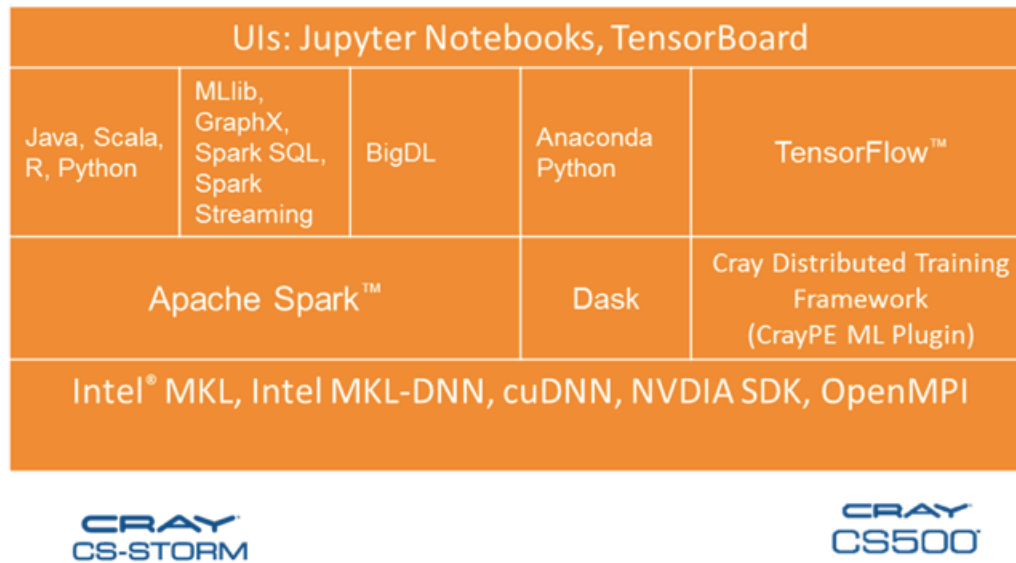 UIs: Jupyter Notebooks, TensorBoard
Java, Scala,
R, Python
MLlib,
GraphX,
Spark SQL,
Spark
Streaming
BigDL
Anaconda
Python
TensorFlow™
Apache Spark™
Dask
Cray Distributed Training
Framework
(CrayPE ML Plugin)
Intel® MKL, Intel MKL-DNN, cuDNN, NVIDIA SDK, OpenMPI
CRAY
CS-STORM
CRAY
CS500